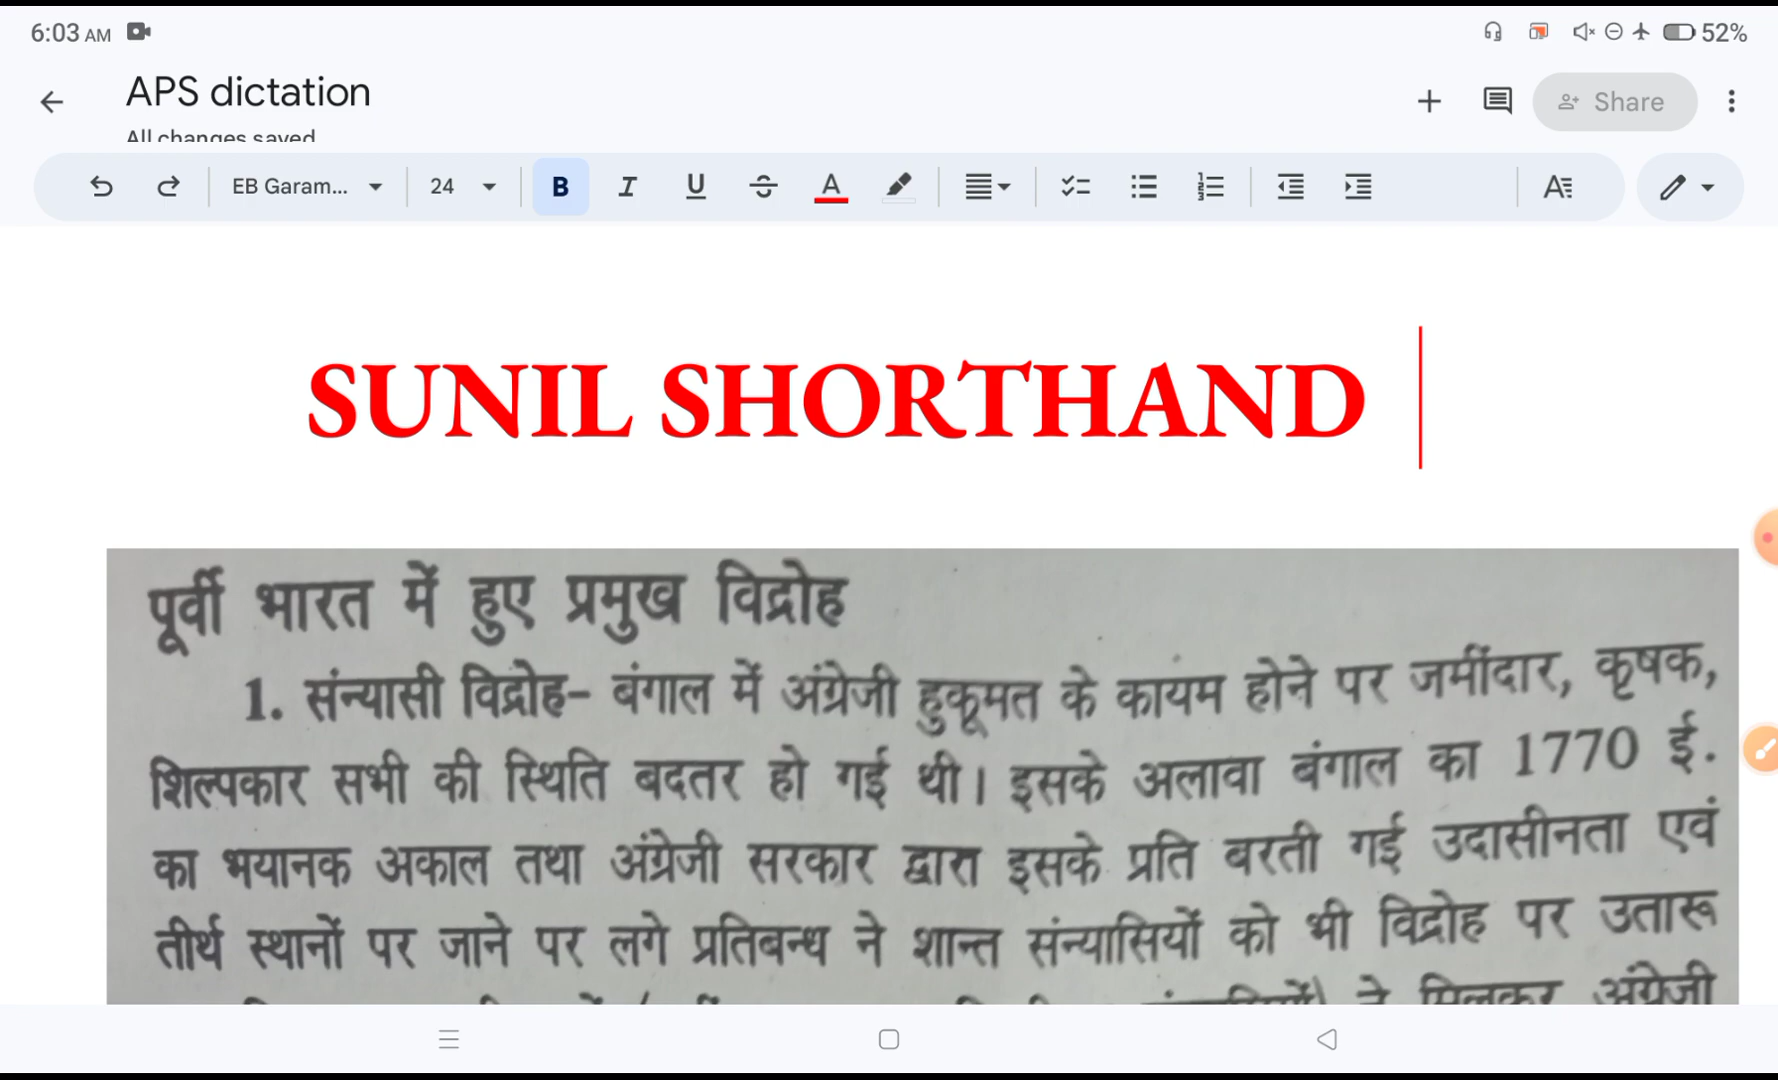 6:03 AM
52%
APS dictation
All changes saved
Share
EB Garam...
24
B
I
U
A
SUNIL SHORTHAND
पूर्वी भारत में हुए प्रमुख विद्रोह
1. संन्यासी विद्रोह- बंगाल में अंग्रेजी हुकूमत के कायम होने पर जमींदार, कृषक,
शिल्पकार सभी की स्थिति बदतर हो गई थी। इसके अलावा बंगाल का 1770 ई.
का भयानक अकाल तथा अंग्रेजी सरकार द्वारा इसके प्रति बरती गई उदासीनता एवं
तीर्थ स्थानों पर जाने पर लगे प्रतिबन्ध ने शान्त संन्यासियों को भी विद्रोह पर उतारू
ने मिलकर अंग्रेजी